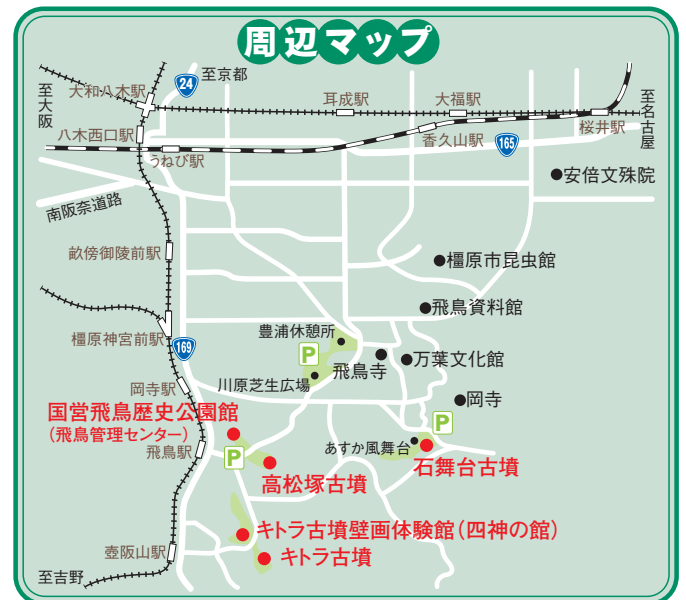 周辺マップ
至大阪
大和八木駅
24
至京都
耳成駅
大福駅
至名古屋
八木西口駅
うねび駅
香久山駅
165
桜井駅
南阪奈道路
安倍文殊院
畝傍御陵前駅
橿原市昆虫館
飛鳥資料館
橿原神宮前駅
169
豊浦休憩所
P
飛鳥寺
万葉文化館
川原芝生広場
岡寺駅
岡寺
国営飛鳥歴史公園館
(飛鳥管理センター)
P
あすか風舞台
飛鳥駅
P
石舞台古墳
高松塚古墳
キトラ古墳壁画体験館(四神の館)
壺阪山駅
キトラ古墳
至吉野